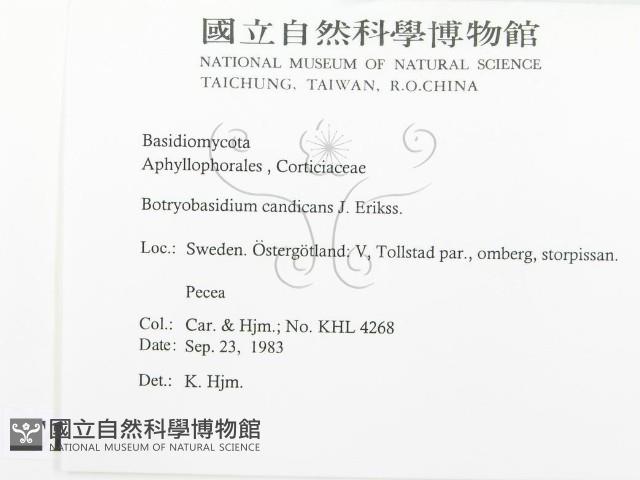 國立自然科學博物館
NATIONAL MUSEUM OF NATURAL SCIENCE
TAICHUNG, TAIWAN, R.O.CHINA
Basidiomycota
Aphyllophorales , Corticiaceae
Botryobasidium candicans J. Erikss.
Loc.: Sweden. Östergötland: V, Tollstad par., omberg, storpissan.
Pecea
Col.: Car. & Hjm.; No. KHL 4268
Date: Sep. 23, 1983
Det.: K. Hjm.
國立自然科學博物館
NATIONAL MUSEUM OF NATURAL SCIENCE